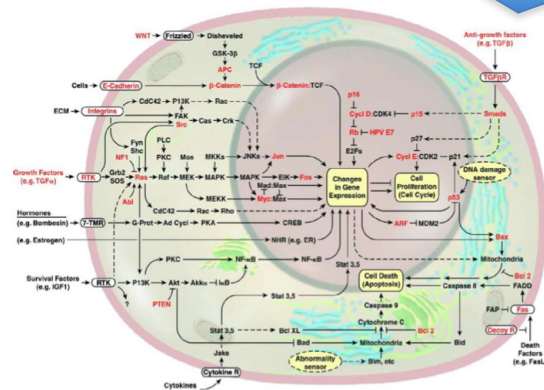 WNT → Frizzled → Disheveled
GSK-3β
APC
TCF
Cells → E-Cadherin
β-Catenin
β-Catenin:TCF
ECM → Integrins
CdC42 → PI3K → Rac
FAK
Src → Cas → Crk
Fyn
Shc
NF1
PLC
PKC
Mos
MKKs → JNKs → Jun
Growth Factors
(e.g. TGFα)
RTK
Grb2
SOS
Ras → Raf → MEK → MAPK → MAPK → ElK → Fos
Abl
MEKK
Mad:Max
Myc:Max
CdC42 → Rac → Rho
Hormones
(e.g. Bombesin)
7-TMR
G-Prot → Ad Cycl → PKA → CREB
(e.g. Estrogen)
NHR (e.g. ER)
PKC → NF-κB → NF-κB
Survival Factors
(e.g. IGF1)
RTK
PI3K → Akt → Akkα ⊣ IκB
?
PTEN
Stat 3,5
Stat 3,5
Stat 3,5
Bcl XL
Bad
Jaks
Cytokine R
Cytokines
Abnormality
sensor
Bim, etc
Changes in
Gene
Expression
Cell
Proliferation
(Cell Cycle)
Anti-growth factors
(e.g. TGFβ)
TGFβR
Smads
p16
Cycl D:CDK4
p15
Rb
HPV E7
E2Fs
p27
Cycl E:CDK2
p21
DNA damage
sensor
p53
ARF ⊣ MDM2
Bax
Mitochondria
Bcl 2
Cell Death
(Apoptosis)
Caspase 8
FADD
Caspase 9
FAP
Fas
Cytochrome C
Bcl 2
Decoy R
Mitochondria
Bid
Death
Factors
(e.g. FasL)